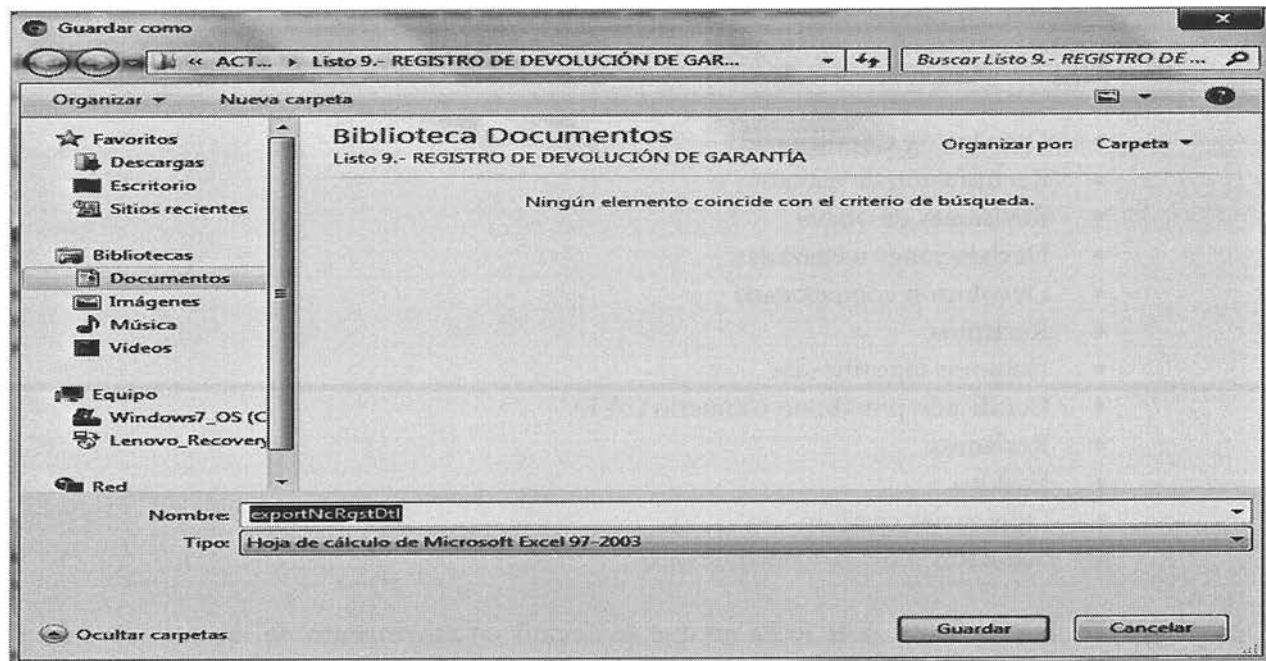 Guardar como
« ACT... ▸ Listo 9.- REGISTRO DE DEVOLUCIÓN DE GAR...
Buscar Listo 9.- REGISTRO DE ...
Organizar
Nueva carpeta
Favoritos
Descargas
Escritorio
Sitios recientes
Bibliotecas
Documentos
Imágenes
Música
Videos
Equipo
Windows7_OS (C
Lenovo_Recovery
Red
Biblioteca Documentos
Listo 9.- REGISTRO DE DEVOLUCIÓN DE GARANTÍA
Organizar por: Carpeta
Ningún elemento coincide con el criterio de búsqueda.
Nombre: exportNcRqstDtl
Tipo: Hoja de cálculo de Microsoft Excel 97-2003
Ocultar carpetas
Guardar
Cancelar